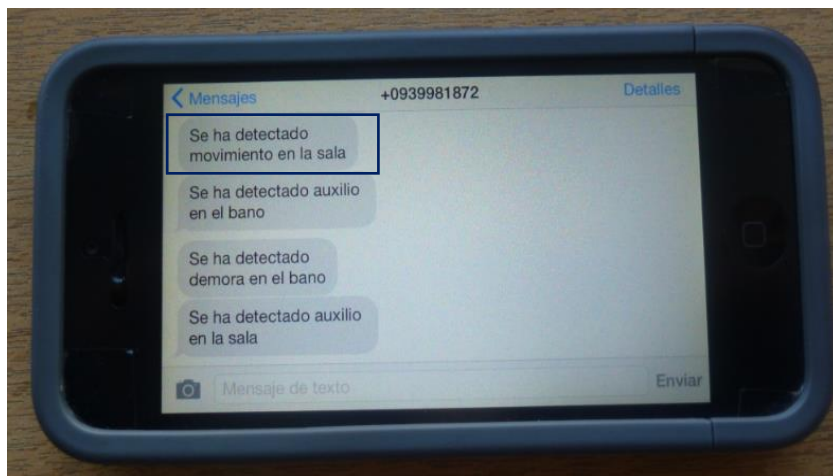 Mensajes +0939981872 Detalles
Se ha detectado
movimiento en la sala
Se ha detectado auxilio
en el bano
Se ha detectado
demora en el bano
Se ha detectado auxilio
en la sala
Mensaje de texto Enviar